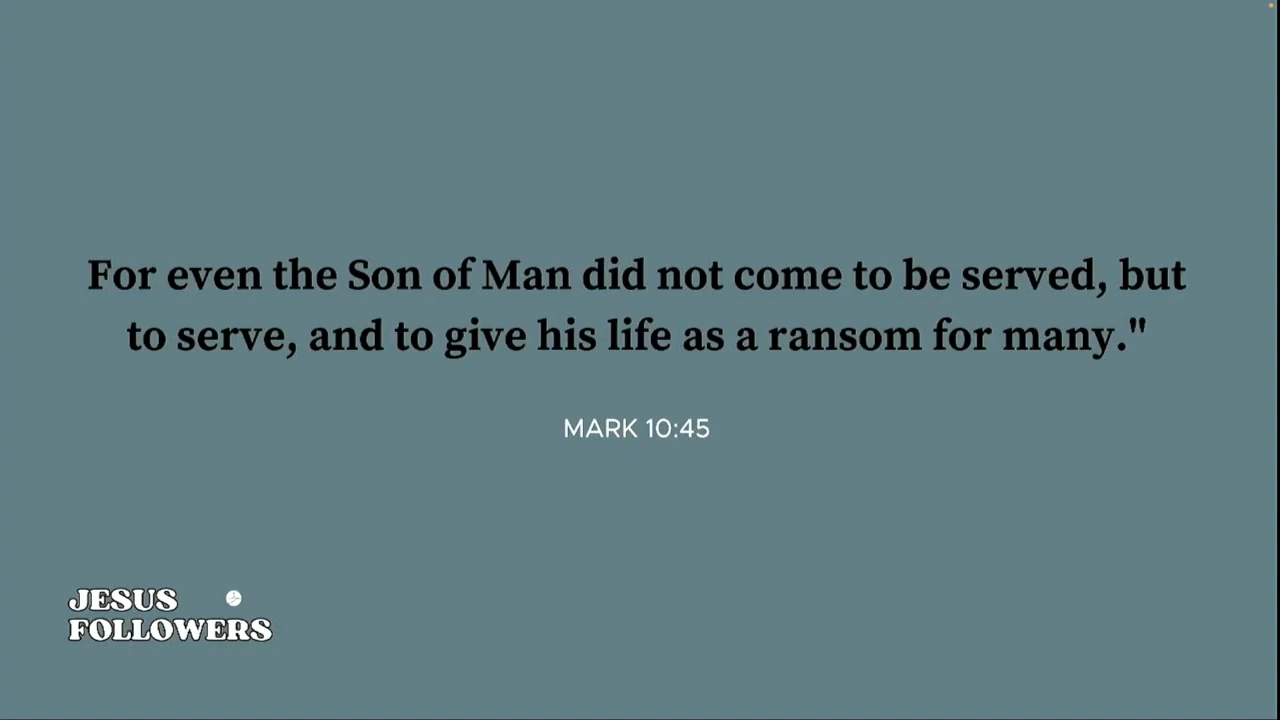 For even the Son of Man did not come to be served, but
to serve, and to give his life as a ransom for many."
MARK 10:45
JESUS
FOLLOWERS